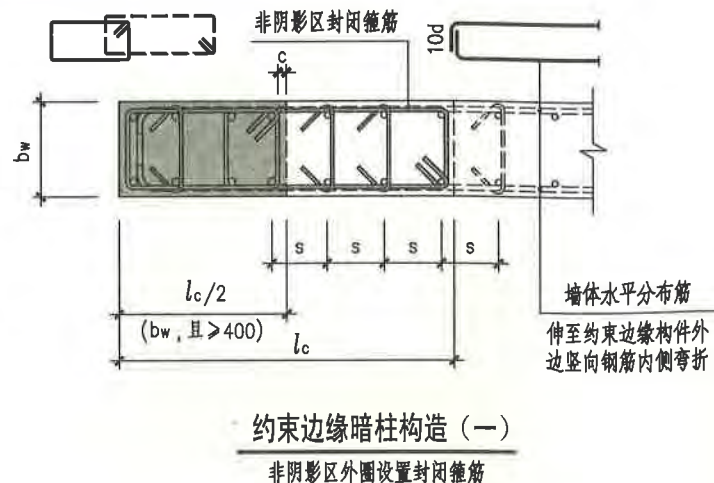 非阴影区封闭箍筋
10d
c
bw
s
s
s
s
lc/2
(bw，且≥400)
lc
墙体水平分布筋
伸至约束边缘构件外
边竖向钢筋内侧弯折
约束边缘暗柱构造（一）
非阴影区外圈设置封闭箍筋